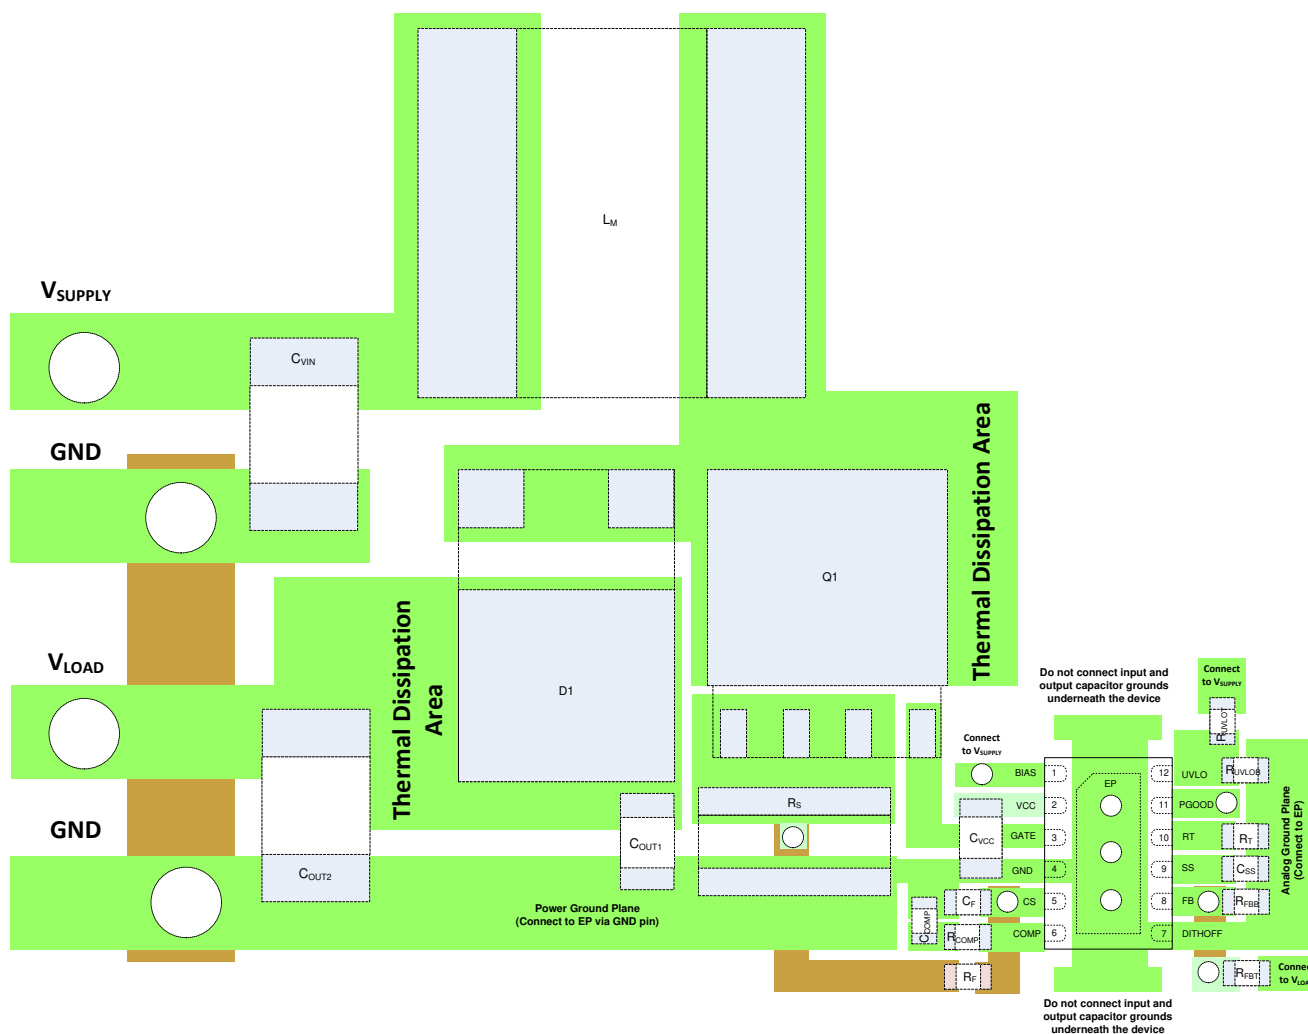 LM
VSUPPLY
CVIN
GND
Thermal Dissipation Area
Q1
Thermal Dissipation
Area
D1
VLOAD
Do not connect input and
output capacitor grounds
underneath the device
Connect
to VSUPPLY
RUVLOT
Connect
to VSUPPLY
BIAS
1
EP
12
UVLO
RUVLOB
VCC
2
11
PGOOD
RS
GATE
3
10
RT
RT
CVCC
COUT1
GND
GND
4
9
SS
CSS
COUT2
CF
CS
5
8
FB
RFBB
Analog Ground Plane
(Connect to EP)
Power Ground Plane
(Connect to EP via GND pin)
CCOMP
RCOMP
COMP
6
7
DITHOFF
RF
RFBT
Connect
to VLOAD
Do not connect input and
output capacitor grounds
underneath the device